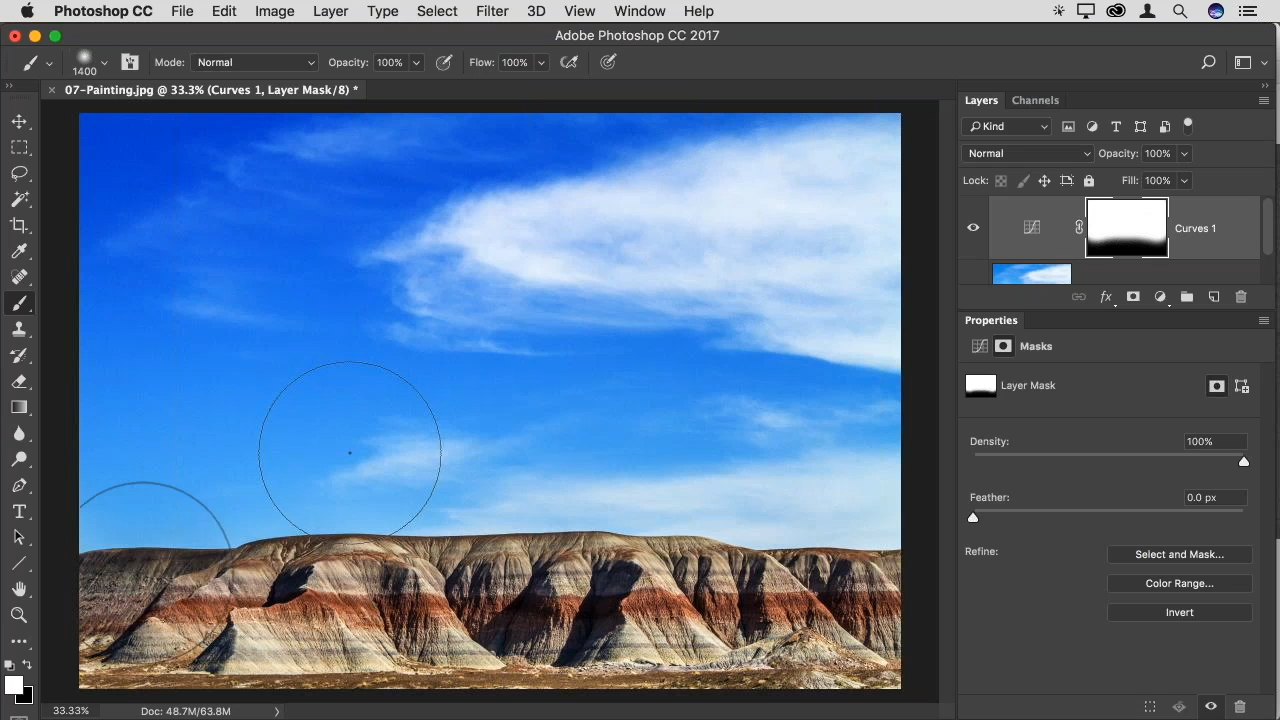 Photoshop CC File Edit Image Layer Type Select Filter 3D View Window Help
Adobe Photoshop CC 2017
1400 Mode: Normal Opacity: 100% Flow: 100%
07-Painting.jpg @ 33.3% (Curves 1, Layer Mask/8) *
Layers Channels
Kind
Normal Opacity: 100%
Lock: Fill: 100%
Curves 1
fx
Properties
Masks
Layer Mask
Density: 100%
Feather: 0.0 px
Refine: Select and Mask...
Color Range...
Invert
33.33% Doc: 48.7M/63.8M